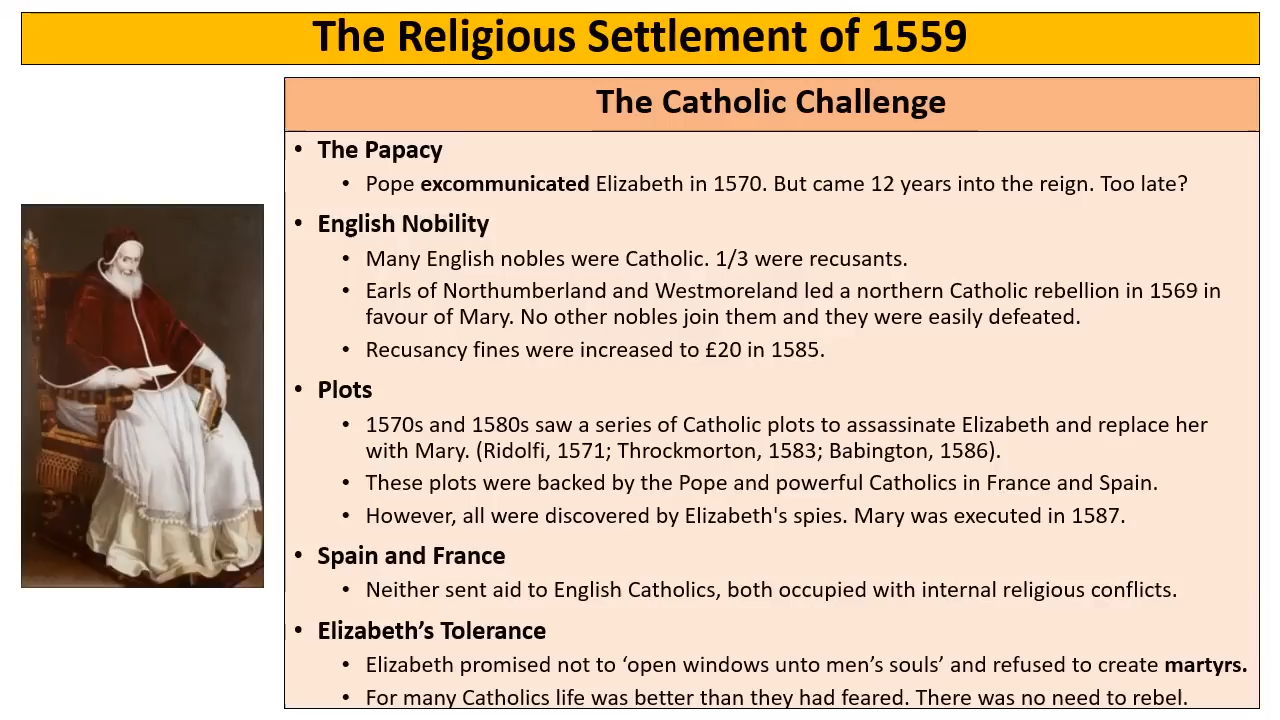 The Religious Settlement of 1559
The Catholic Challenge
• The Papacy
• Pope excommunicated Elizabeth in 1570. But came 12 years into the reign. Too late?
• English Nobility
• Many English nobles were Catholic. 1/3 were recusants.
• Earls of Northumberland and Westmoreland led a northern Catholic rebellion in 1569 in
favour of Mary. No other nobles join them and they were easily defeated.
• Recusancy fines were increased to £20 in 1585.
• Plots
• 1570s and 1580s saw a series of Catholic plots to assassinate Elizabeth and replace her
with Mary. (Ridolfi, 1571; Throckmorton, 1583; Babington, 1586).
• These plots were backed by the Pope and powerful Catholics in France and Spain.
• However, all were discovered by Elizabeth's spies. Mary was executed in 1587.
• Spain and France
• Neither sent aid to English Catholics, both occupied with internal religious conflicts.
• Elizabeth’s Tolerance
• Elizabeth promised not to ‘open windows unto men’s souls’ and refused to create martyrs.
• For many Catholics life was better than they had feared. There was no need to rebel.